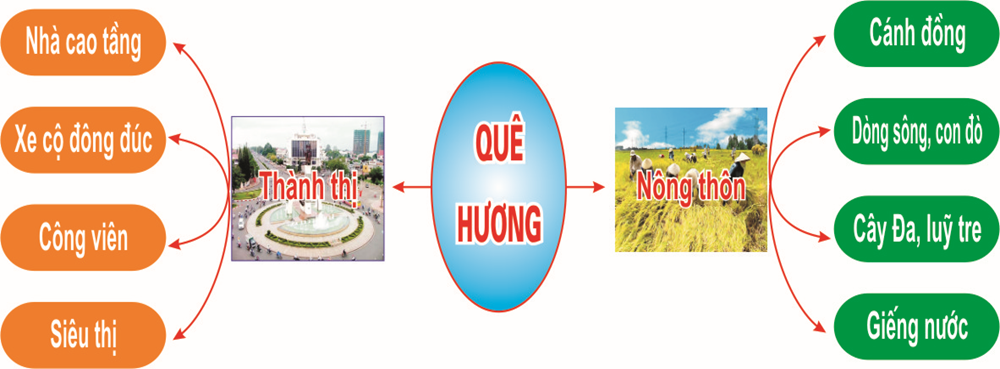 Nhà cao tầng
Xe cộ đông đúc
Công viên
Siêu thị
Thành thị
QUÊ
HƯƠNG
Nông thôn
Cánh đồng
Dòng sông, con đò
Cây Đa, luỹ tre
Giếng nước